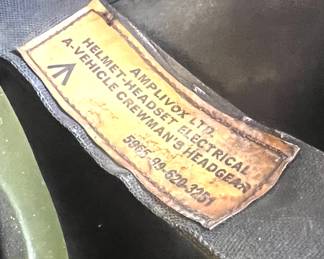 AMPLIVOX LTD.
HELMET-HEADSET ELECTRICAL
A-VEHICLE CREWMAN'S HEADGEAR
5965-99-620-3251